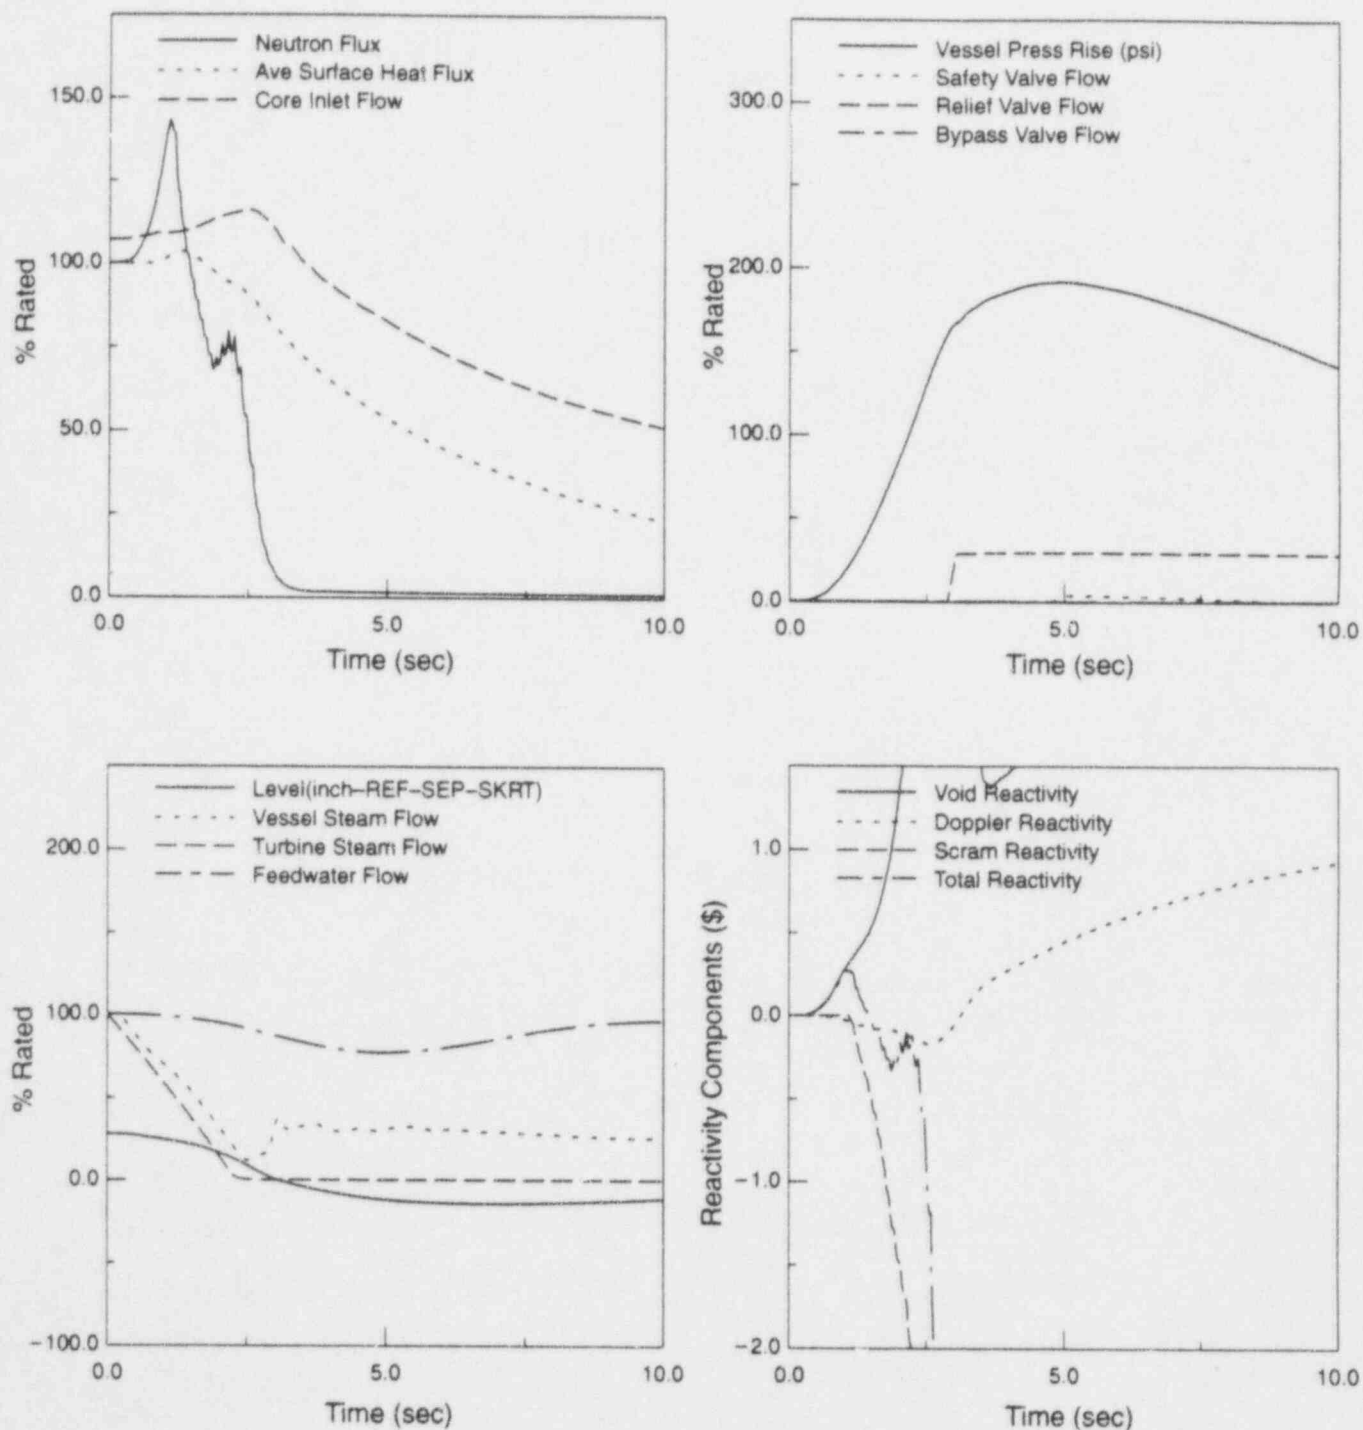 Neutron Flux
Ave Surface Heat Flux
Core Inlet Flow
150.0
100.0
50.0
0.0
% Rated
0.0
5.0
10.0
Time (sec)
Vessel Press Rise (psi)
Safety Valve Flow
Relief Valve Flow
Bypass Valve Flow
300.0
200.0
100.0
0.0
% Rated
0.0
5.0
10.0
Time (sec)
Level(inch-REF-SEP-SKRT)
Vessel Steam Flow
Turbine Steam Flow
Feedwater Flow
200.0
100.0
0.0
-100.0
% Rated
0.0
5.0
10.0
Time (sec)
Void Reactivity
Doppler Reactivity
Scram Reactivity
Total Reactivity
1.0
0.0
-1.0
-2.0
Reactivity Components ($)
0.0
5.0
10.0
Time (sec)